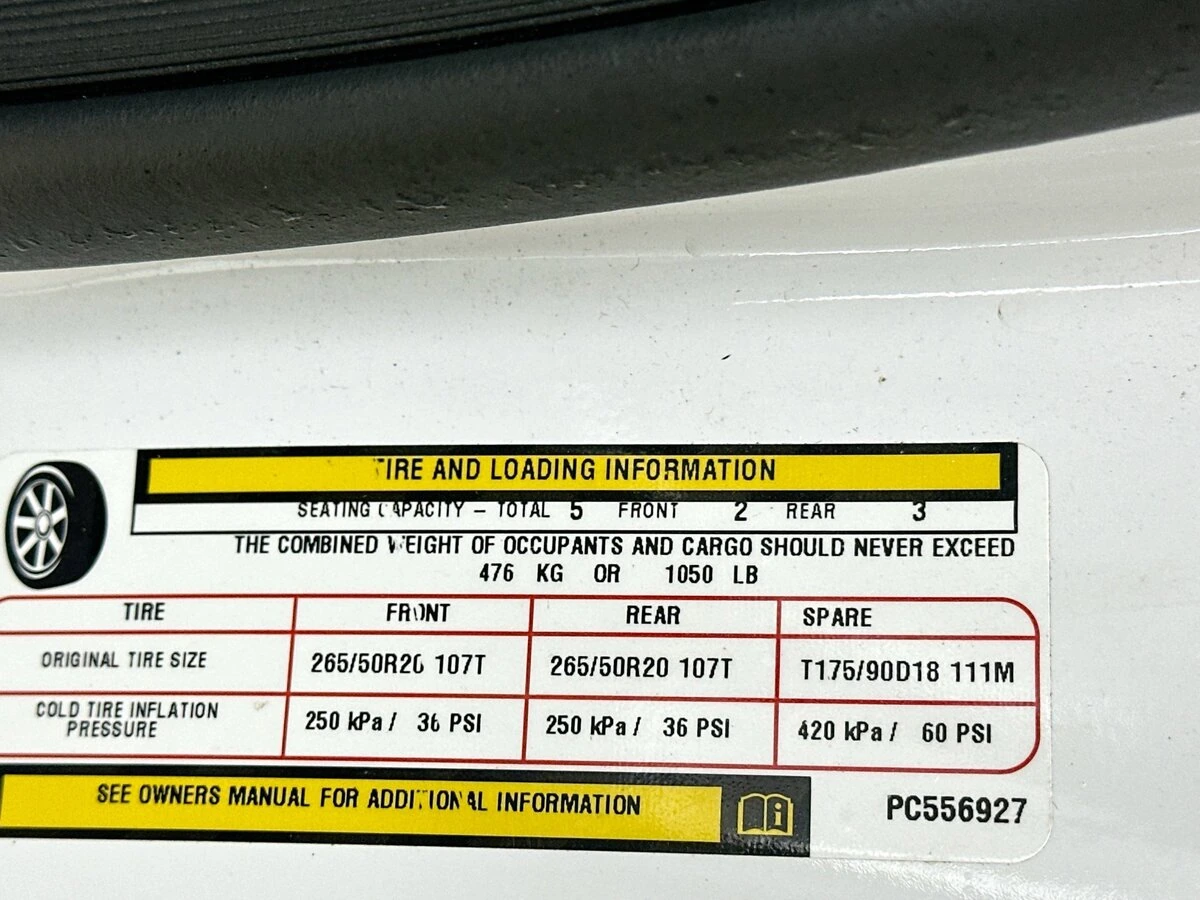 TIRE AND LOADING INFORMATION
SEATING CAPACITY – TOTAL 5 FRONT 2 REAR 3
THE COMBINED WEIGHT OF OCCUPANTS AND CARGO SHOULD NEVER EXCEED
476 KG OR 1050 LB
TIRE FRONT REAR SPARE
ORIGINAL TIRE SIZE 265/50R20 107T 265/50R20 107T T175/90D18 111M
COLD TIRE INFLATION
PRESSURE 250 kPa / 36 PSI 250 kPa / 36 PSI 420 kPa / 60 PSI
SEE OWNERS MANUAL FOR ADDITIONAL INFORMATION
PC556927